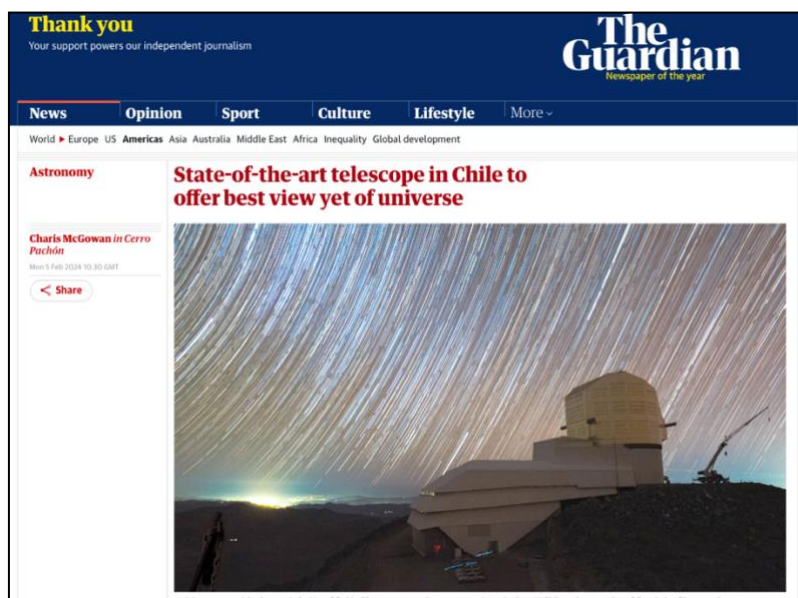 Thank you
Your support powers our independent journalism
The
Guardian
Newspaper of the year
News Opinion Sport Culture Lifestyle More
World Europe US Americas Asia Australia Middle East Africa Inequality Global development
Astronomy
State-of-the-art telescope in Chile to
offer best view yet of universe
Charis McGowan in Cerro
Pachón
Mon 5 Feb 2024 10.30 GMT
Share